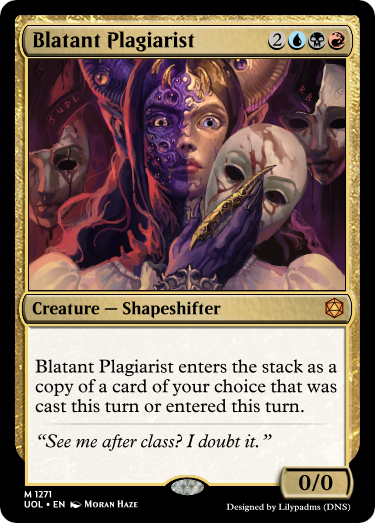 Blatant Plagiarist 2
Creature — Shapeshifter
Blatant Plagiarist enters the stack as a
copy of a card of your choice that was
cast this turn or entered this turn.
“See me after class? I doubt it.”
0/0
M 1271
UOL • EN MORAN HAZE
Designed by Lilypadms (DNS)